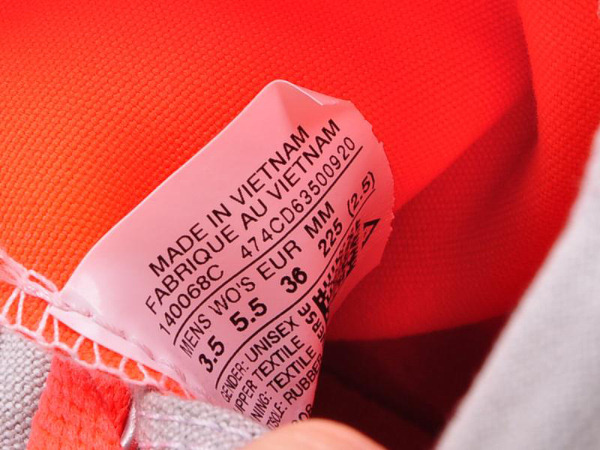 MADE IN VIETNAM
FABRIQUE AU VIETNAM
140068C 474CD63500920
MENS WO'S EUR MM
3.5 5.5 36 225 (2.5)
GENDER: UNISEX
UPPER TEXTILE
TEXTILE
RUBBER